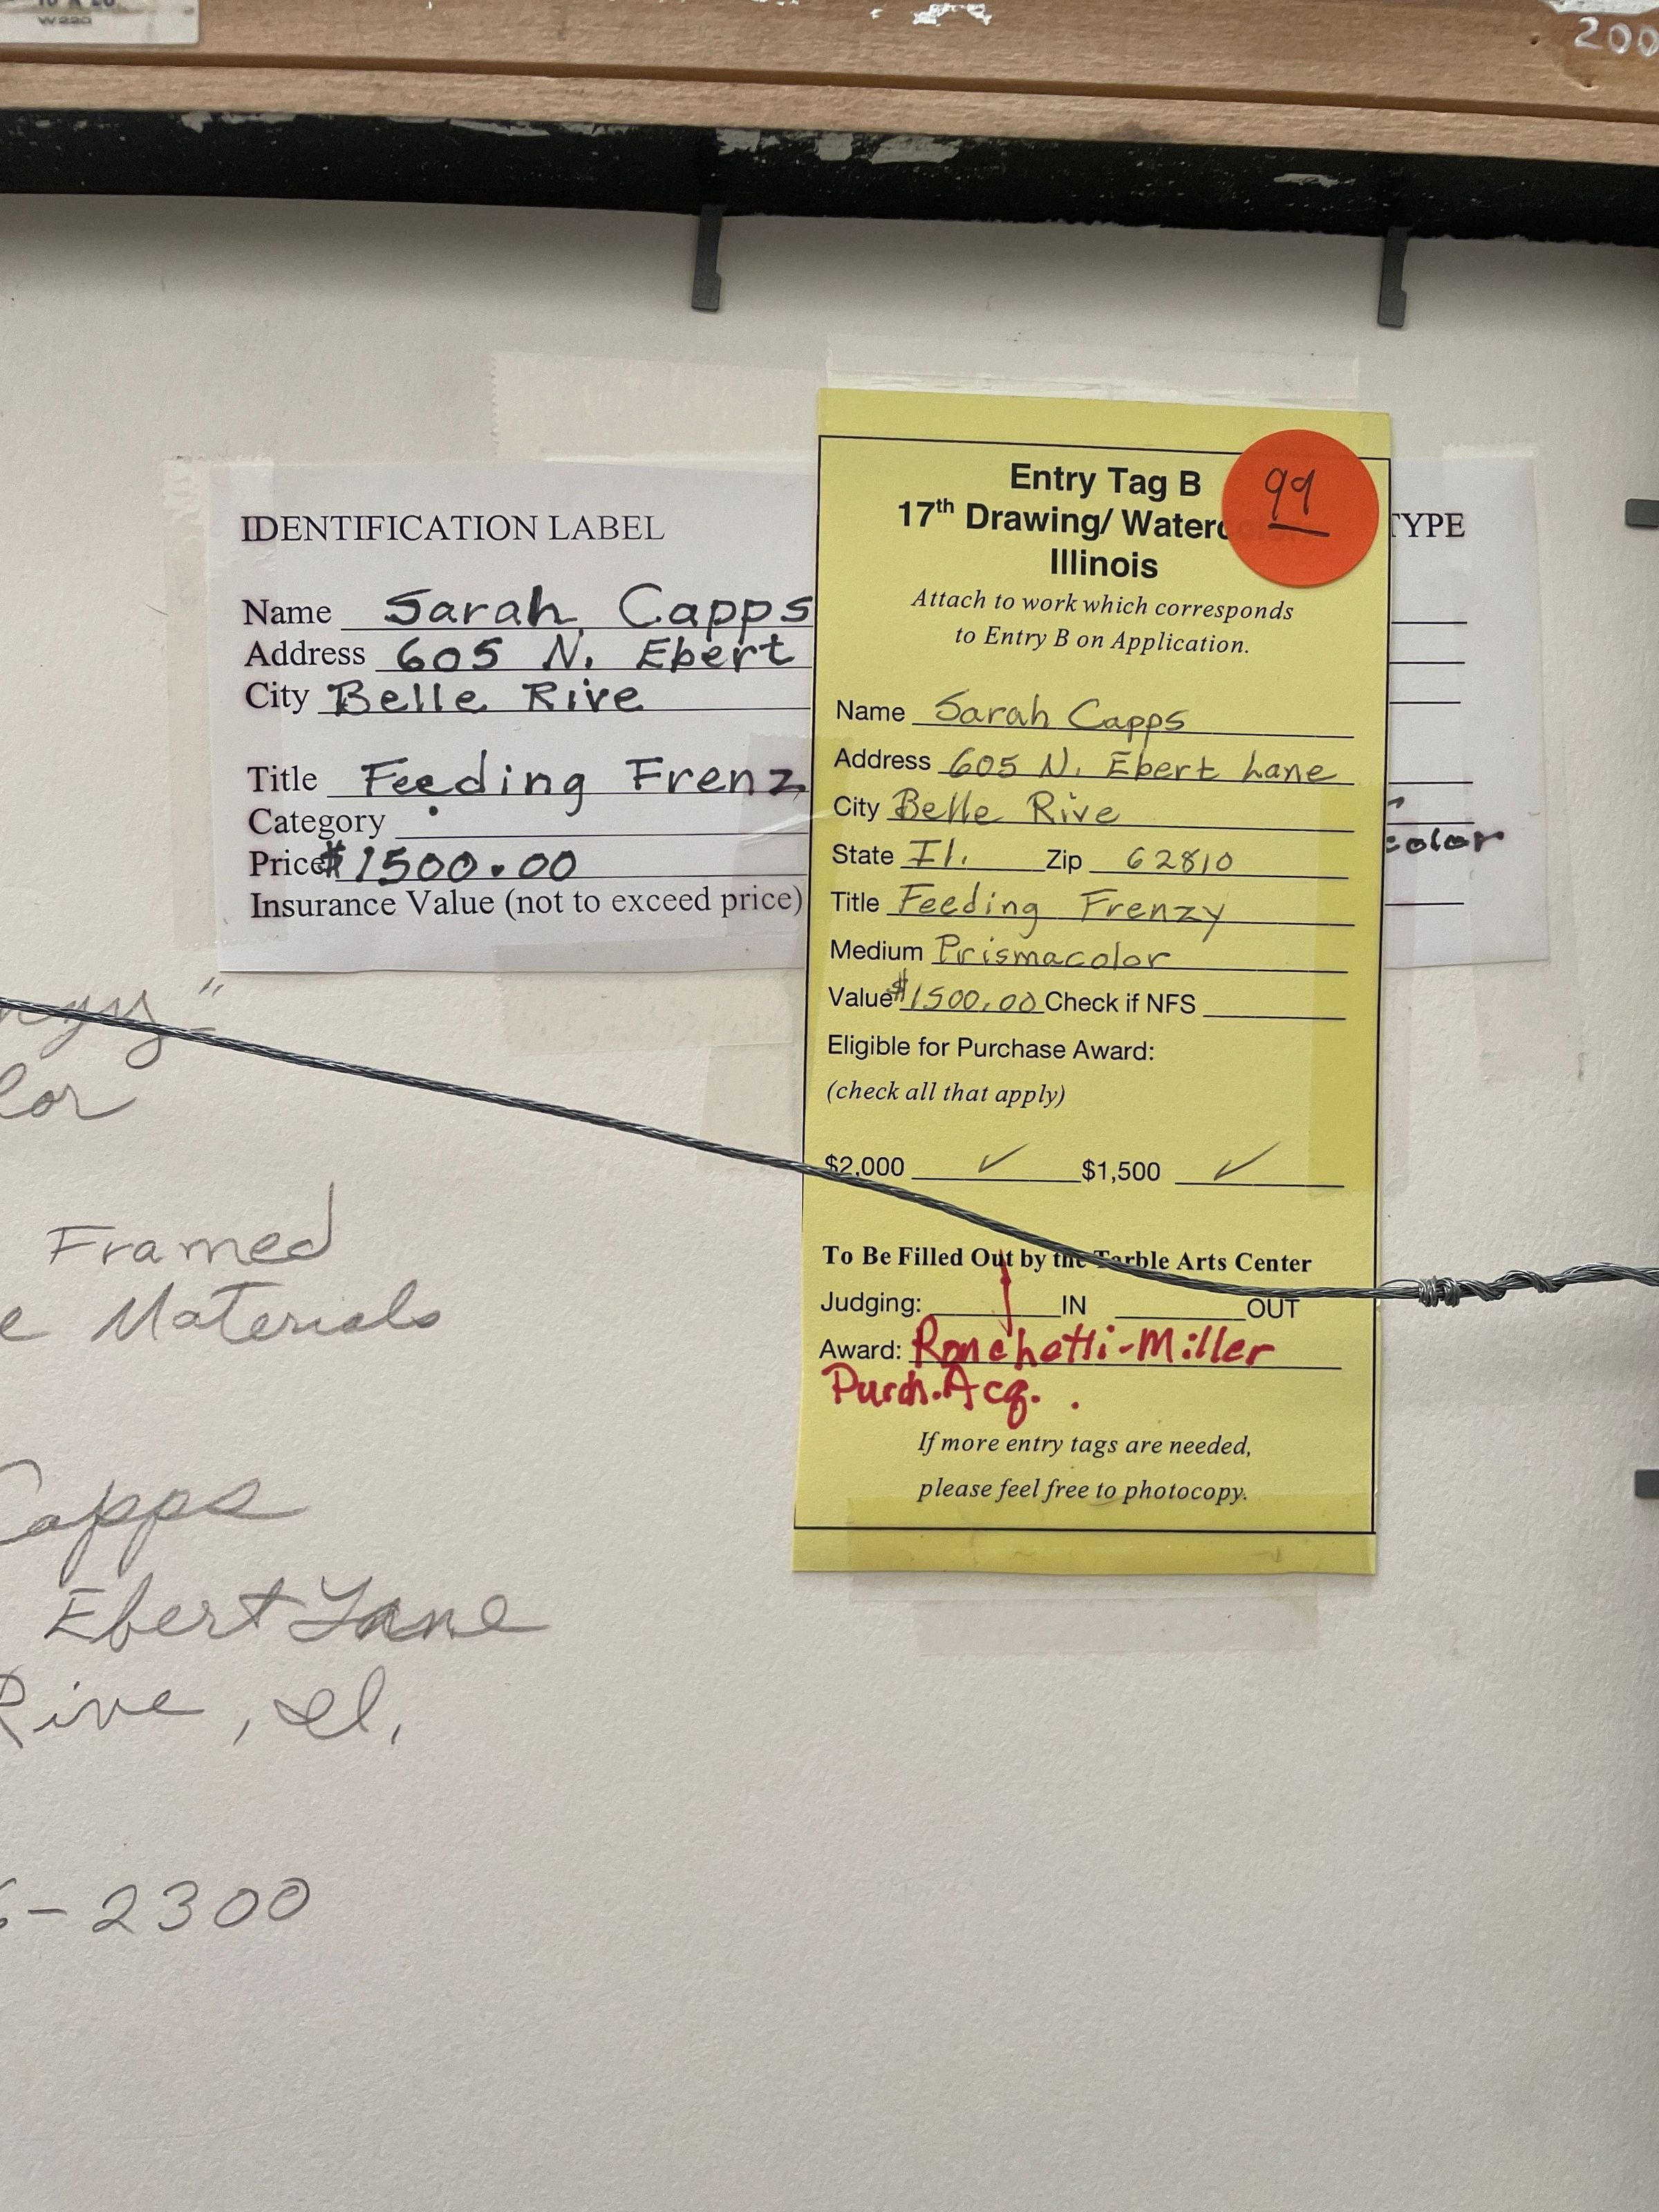 W220
200
IDENTIFICATION LABEL
Name Sarah Capps
Address 605 N. Ebert
City Belle Rive
Title Feeding Frenz
Category
Price $1500.00
Insurance Value (not to exceed price)
TYPE
color
Entry Tag B
99
17th Drawing/ Waterc
Illinois
Attach to work which corresponds
to Entry B on Application.
Name Sarah Capps
Address 605 N. Ebert Lane
City Belle Rive
State Il. Zip 62810
Title Feeding Frenzy
Medium Prismacolor
Value $1500.00 Check if NFS
Eligible for Purchase Award:
(check all that apply)
$2,000 ✓ $1,500 ✓
To Be Filled Out by the Tarble Arts Center
Judging: IN OUT
Award: Ronchetti-Miller
Purch. Acq.
If more entry tags are needed,
please feel free to photocopy.
nzy"
lor
Framed
e Materials
Capps
Ebert Lane
Rive, Il.
-2300